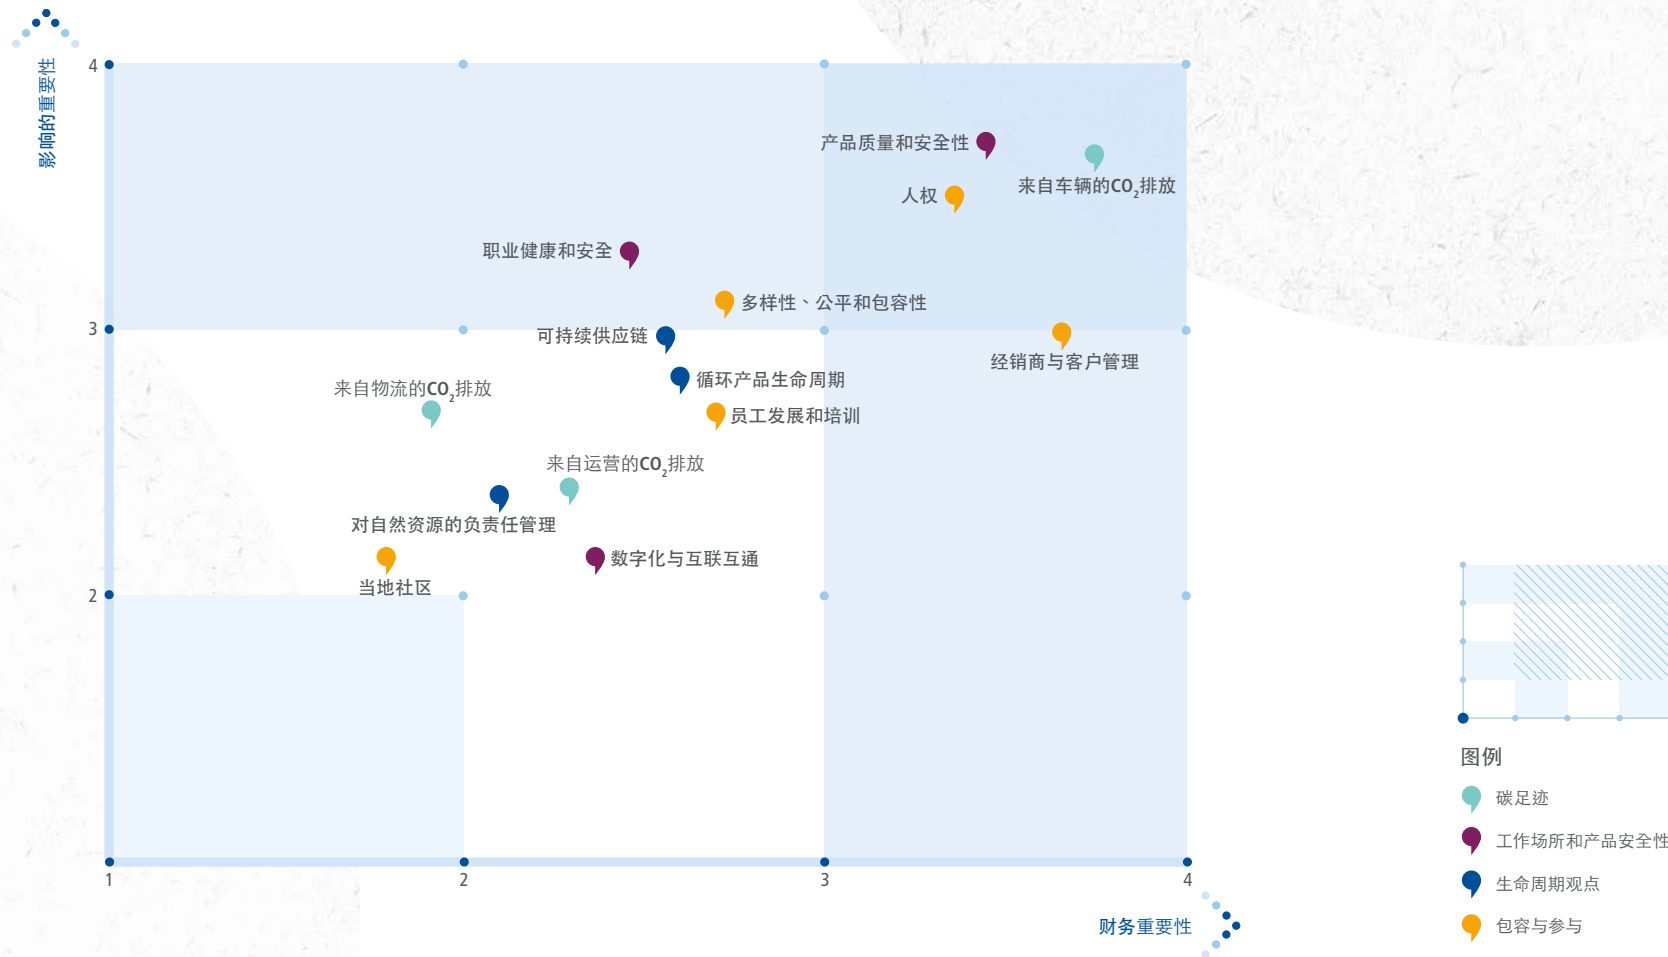 影响的重要性
4
产品质量和安全性
来自车辆的CO₂排放
人权
职业健康和安全
多样性、公平和包容性
3
可持续供应链
经销商与客户管理
循环产品生命周期
来自物流的CO₂排放
员工发展和培训
来自运营的CO₂排放
对自然资源的负责任管理
数字化与互联互通
当地社区
2
1
2
3
4
财务重要性
图例
碳足迹
工作场所和产品安全性
生命周期观点
包容与参与